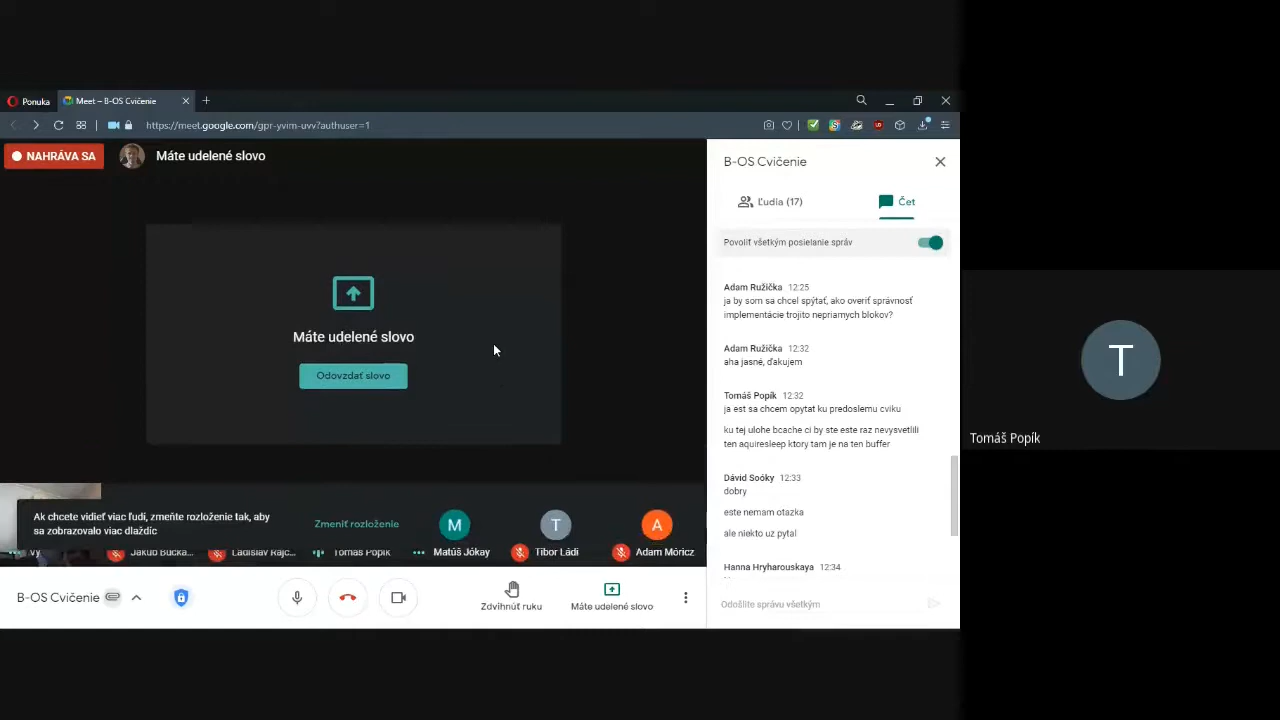 Ponuka
Meet – B-OS Cvičenie
https://meet.google.com/gpr-yvim-uvv?authuser=1
NAHRÁVA SA
Máte udelené slovo
Máte udelené slovo
Odovzdať slovo
Ak chcete vidieť viac ľudí, zmeňte rozloženie tak, aby
sa zobrazovalo viac dlaždíc
Zmeniť rozloženie
M
T
A
Vy
Jakub Bučka...
Ladislav Rajc...
Tomáš Popík
Matúš Jókay
Tibor Ládi
Adam Móricz
B-OS Cvičenie
Zdvihnúť ruku
Máte udelené slovo
B-OS Cvičenie
Ľudia (17)
Čet
Povoliť všetkým posielanie správ
Adam Ružička 12:25
ja by som sa chcel spýtať, ako overiť správnosť
implementácie trojito nepriamych blokov?
Adam Ružička 12:32
aha jasné, ďakujem
Tomáš Popík 12:32
ja est sa chcem opytat ku predoslemu cviku
ku tej ulohe bcache ci by ste este raz nevysvetlili
ten aquiresleep ktory tam je na ten buffer
Dávid Soóky 12:33
dobry
este nemam otazka
ale niekto uz pytal
Hanna Hryharouskaya 12:34
Odošlite správu všetkým
T
Tomáš Popík